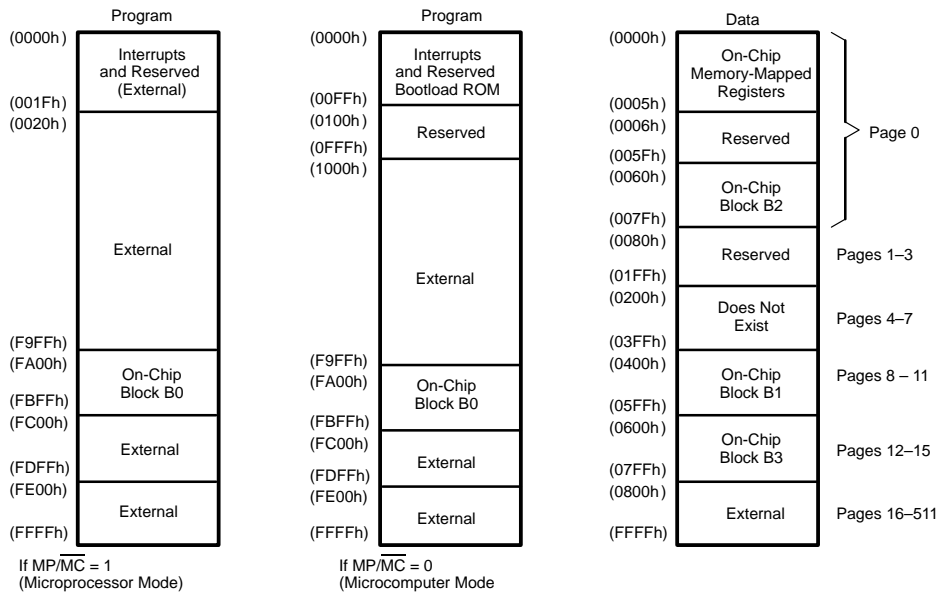 Program
(0000h)
Interrupts
and Reserved
(External)
(001Fh)
(0020h)
External
(F9FFh)
(FA00h)
On-Chip
Block B0
(FBFFh)
(FC00h)
External
(FDFFh)
(FE00h)
External
(FFFFh)
If MP/MC = 1
(Microprocessor Mode)
Program
(0000h)
Interrupts
and Reserved
Bootload ROM
(00FFh)
(0100h)
Reserved
(0FFFh)
(1000h)
External
(F9FFh)
(FA00h)
On-Chip
Block B0
(FBFFh)
(FC00h)
External
(FDFFh)
(FE00h)
External
(FFFFh)
If MP/MC = 0
(Microcomputer Mode
Data
(0000h)
On-Chip
Memory-Mapped
Registers
(0005h)
(0006h)
Reserved
Page 0
(005Fh)
(0060h)
On-Chip
Block B2
(007Fh)
(0080h)
Reserved
Pages 1–3
(01FFh)
(0200h)
Does Not
Exist
Pages 4–7
(03FFh)
(0400h)
On-Chip
Block B1
Pages 8 – 11
(05FFh)
(0600h)
On-Chip
Block B3
Pages 12–15
(07FFh)
(0800h)
External
Pages 16–511
(FFFFh)